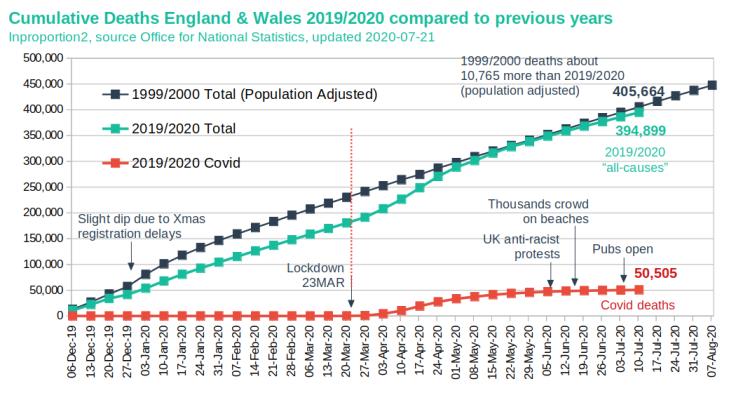 Cumulative Deaths England & Wales 2019/2020 compared to previous years
Inproportion2, source Office for National Statistics, updated 2020-07-21
500,000
450,000
400,000
350,000
300,000
250,000
200,000
150,000
100,000
50,000
0
1999/2000 Total (Population Adjusted)
2019/2020 Total
2019/2020 Covid
1999/2000 deaths about
10,765 more than 2019/2020
(population adjusted)
405,664
394,899
2019/2020
“all-causes”
Slight dip due to Xmas
registration delays
Lockdown
23MAR
Thousands crowd
on beaches
UK anti-racist
protests
Pubs open
50,505
Covid deaths
06-Dec-19
13-Dec-19
20-Dec-19
27-Dec-19
03-Jan-20
10-Jan-20
17-Jan-20
24-Jan-20
31-Jan-20
07-Feb-20
14-Feb-20
21-Feb-20
28-Feb-20
06-Mar-20
13-Mar-20
20-Mar-20
27-Mar-20
03-Apr-20
10-Apr-20
17-Apr-20
24-Apr-20
01-May-20
08-May-20
15-May-20
22-May-20
29-May-20
05-Jun-20
12-Jun-20
19-Jun-20
26-Jun-20
03-Jul-20
10-Jul-20
17-Jul-20
24-Jul-20
31-Jul-20
07-Aug-20